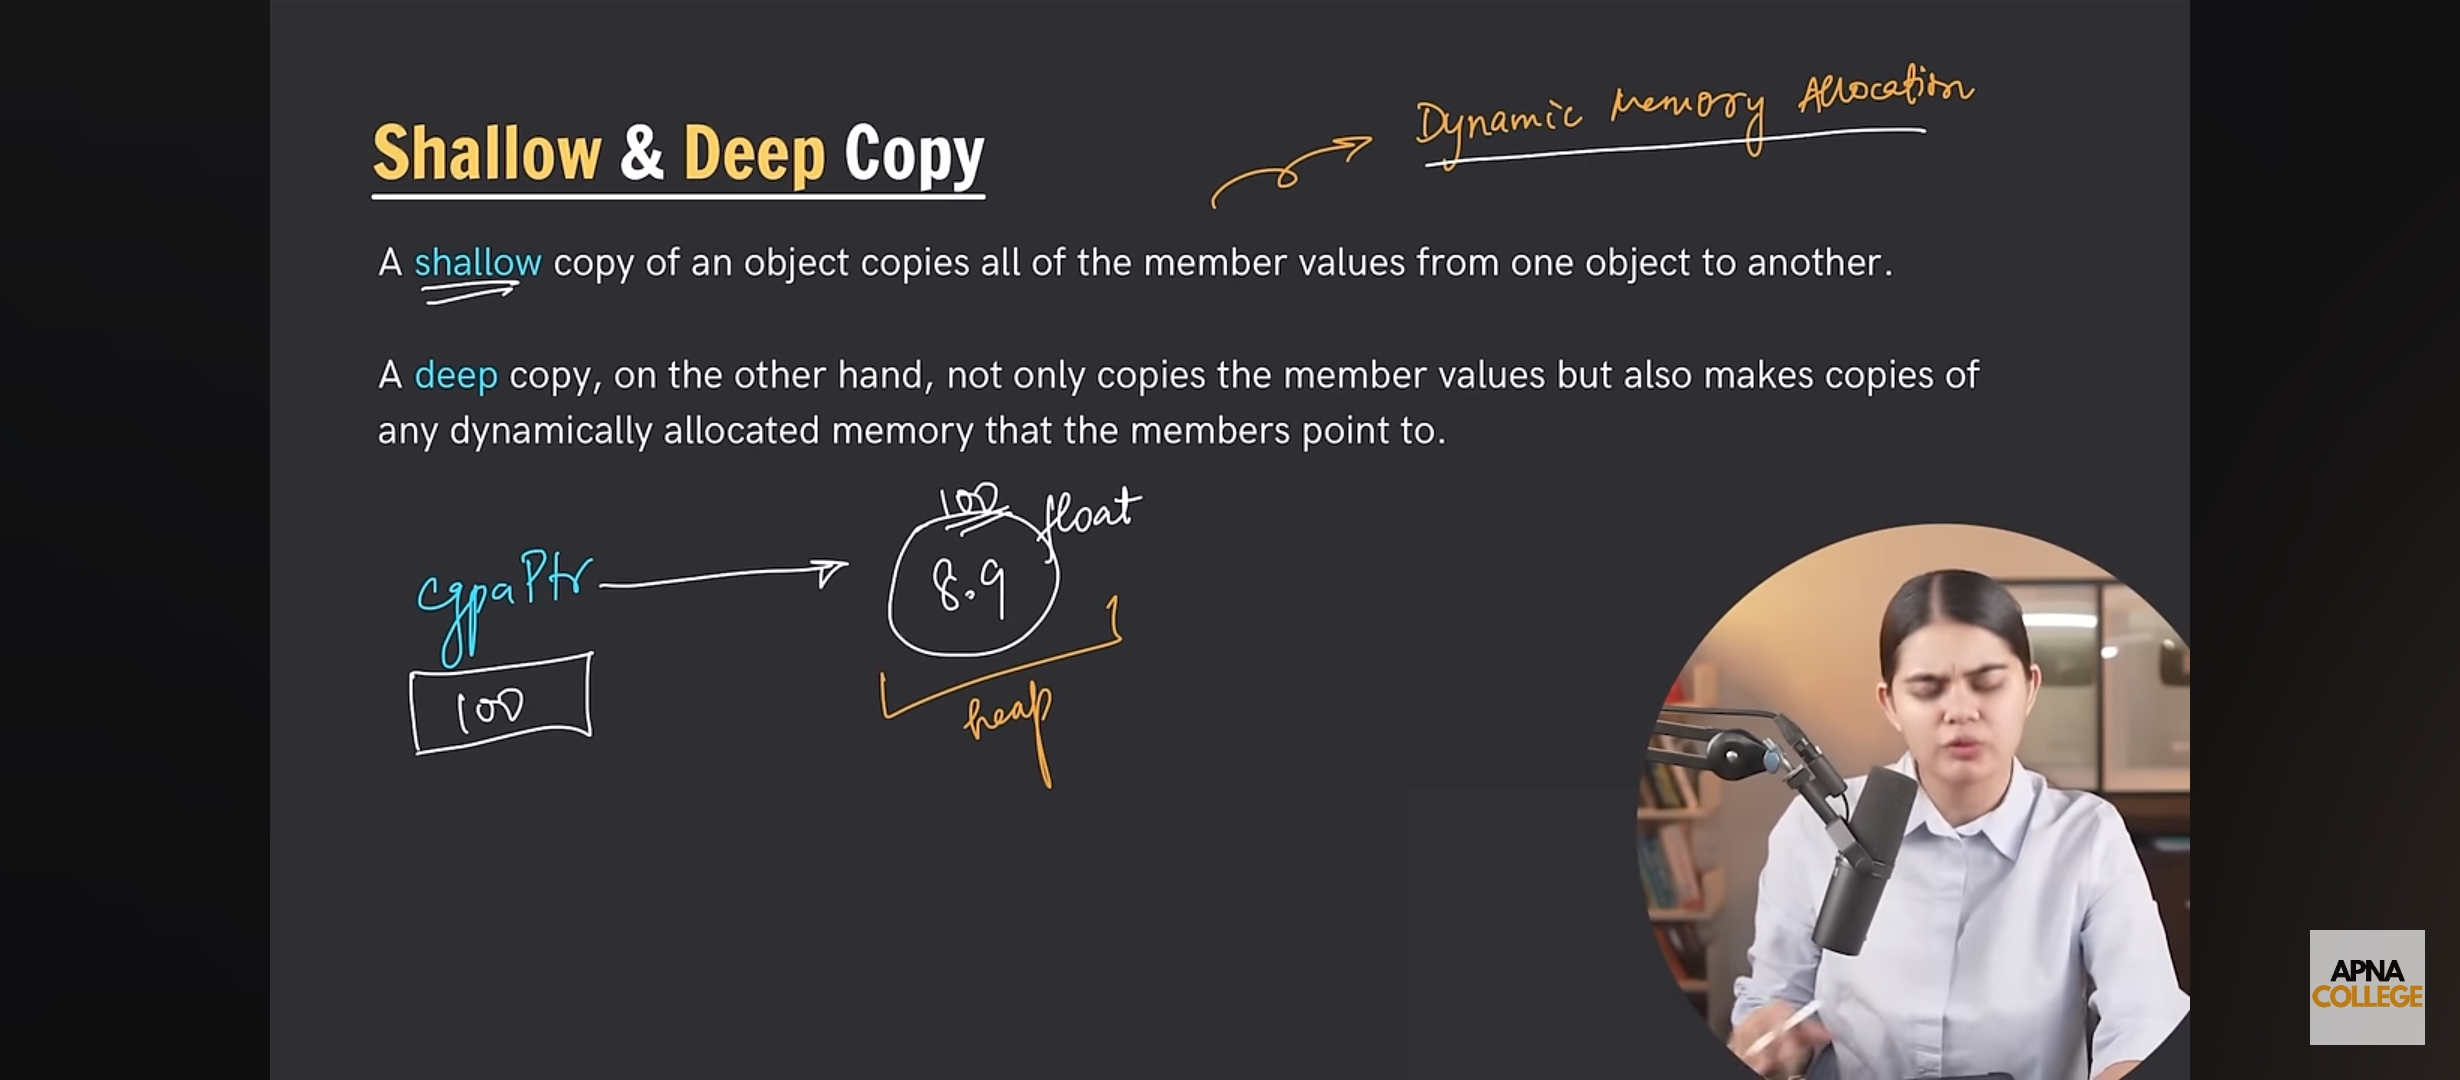 Dynamic Memory Allocation
Shallow & Deep Copy
A shallow copy of an object copies all of the member values from one object to another.
A deep copy, on the other hand, not only copies the member values but also makes copies of
any dynamically allocated memory that the members point to.
100
float
cgpaPtr
8.9
100
heap
APNA
COLLEGE